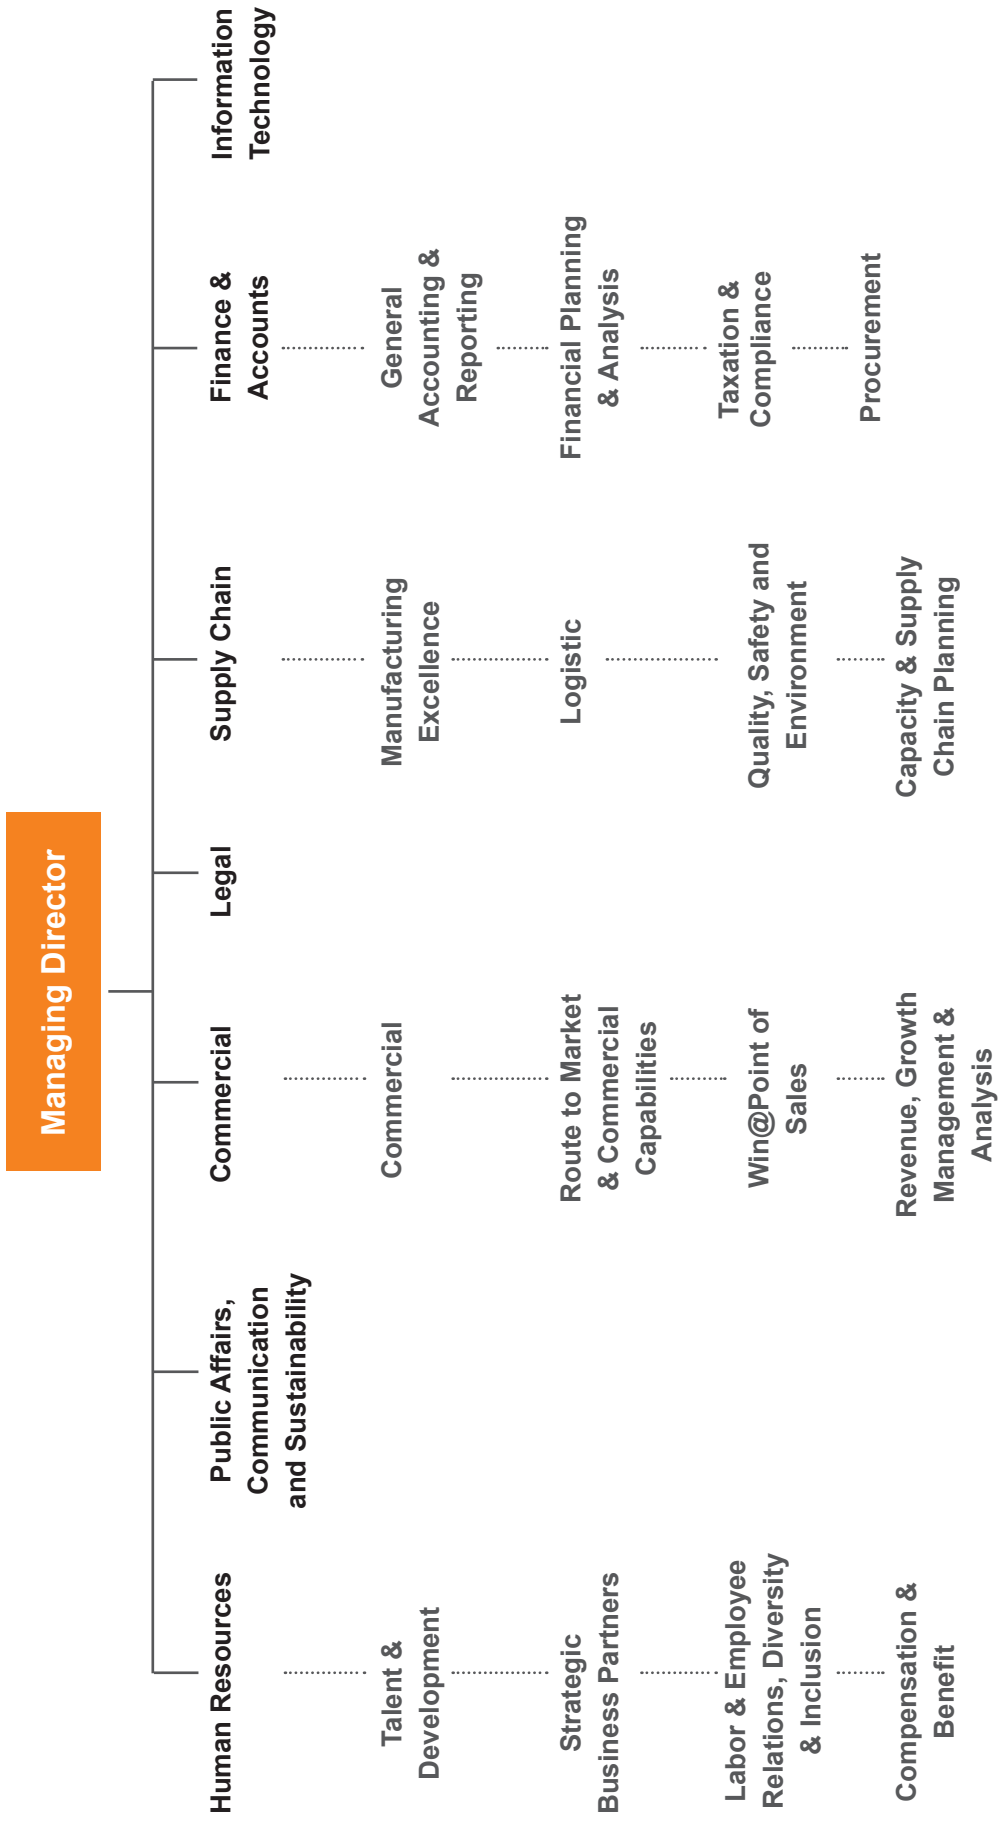 Managing Director
Human Resources
Talent &
Development
Strategic
Business Partners
Labor & Employee
Relations, Diversity
& Inclusion
Compensation &
Benefit
Public Affairs,
Communication
and Sustainability
Commercial
Commercial
Route to Market
& Commercial
Capabilities
Win@Point of
Sales
Revenue, Growth
Management &
Analysis
Legal
Supply Chain
Manufacturing
Excellence
Logistic
Quality, Safety and
Environment
Capacity & Supply
Chain Planning
Finance &
Accounts
General
Accounting &
Reporting
Financial Planning
& Analysis
Taxation &
Compliance
Procurement
Information
Technology